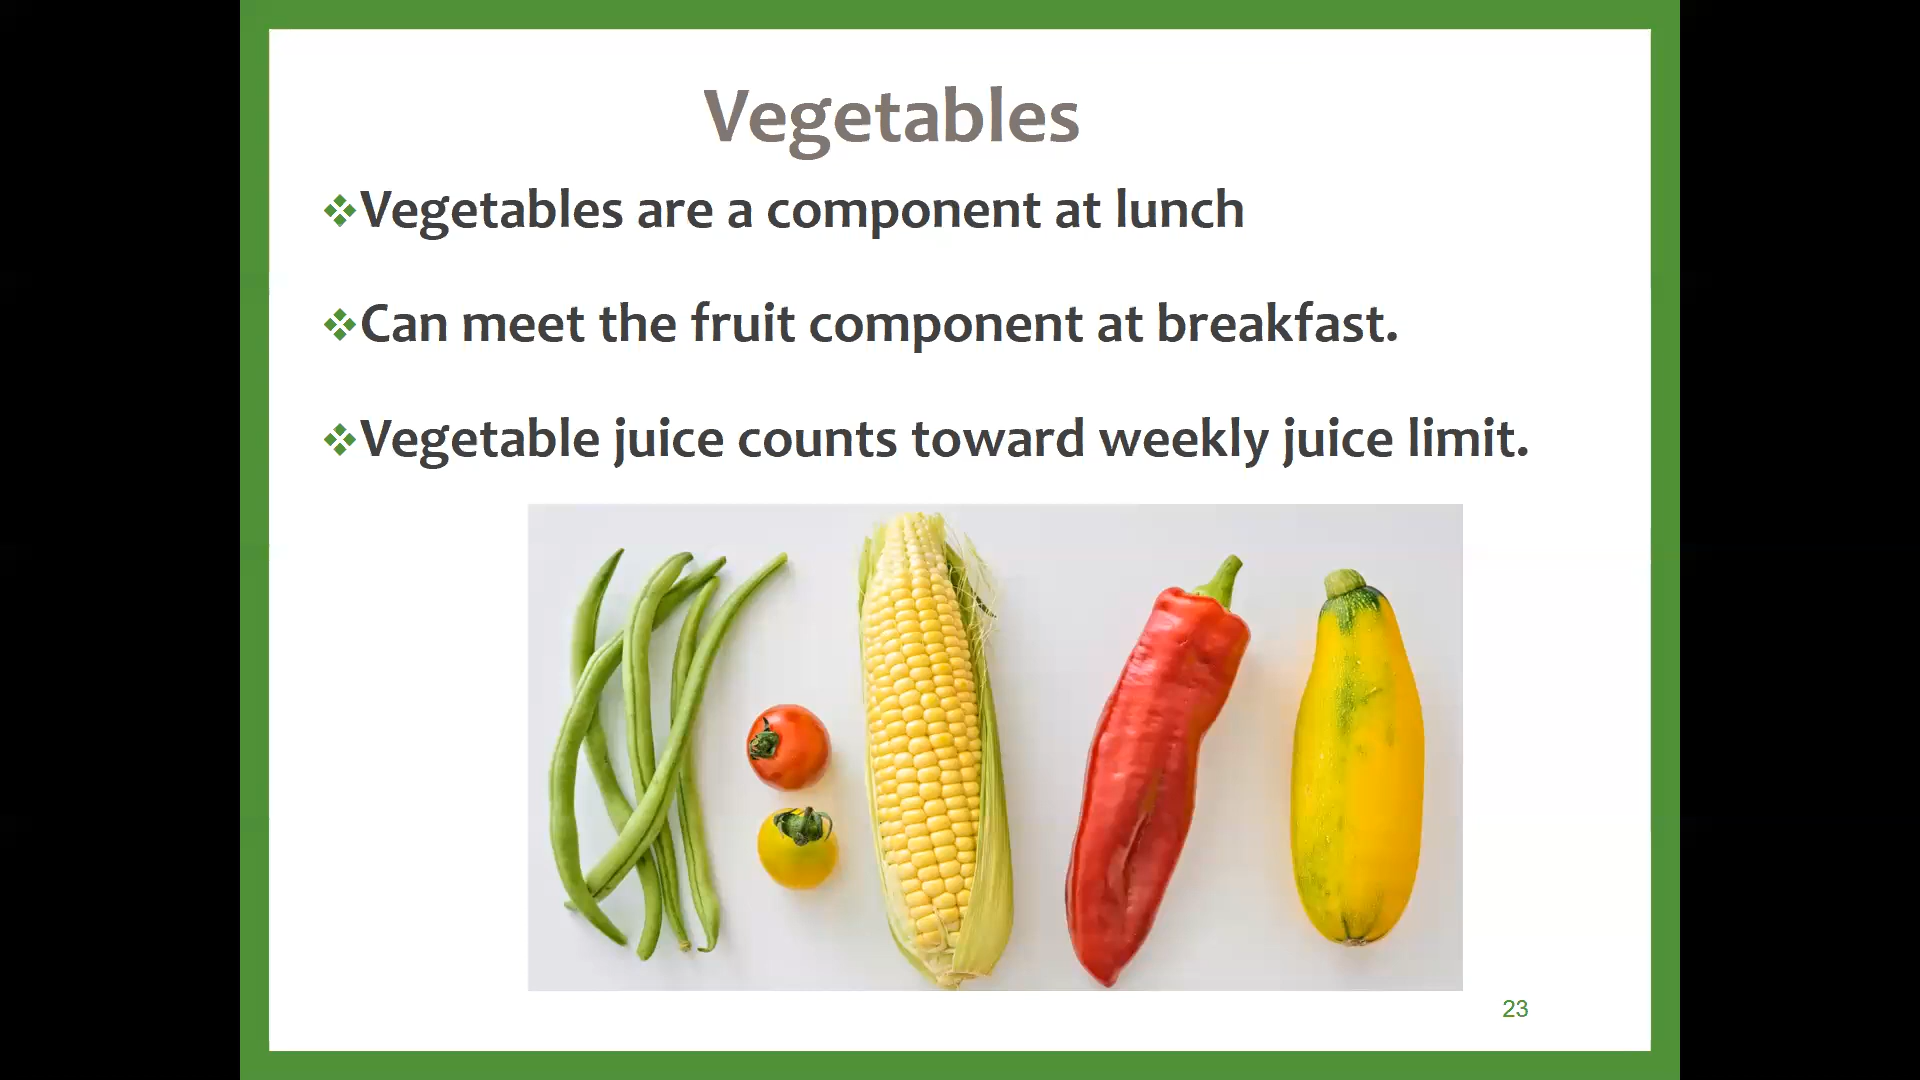 Vegetables
❖Vegetables are a component at lunch
❖Can meet the fruit component at breakfast.
❖Vegetable juice counts toward weekly juice limit.
23